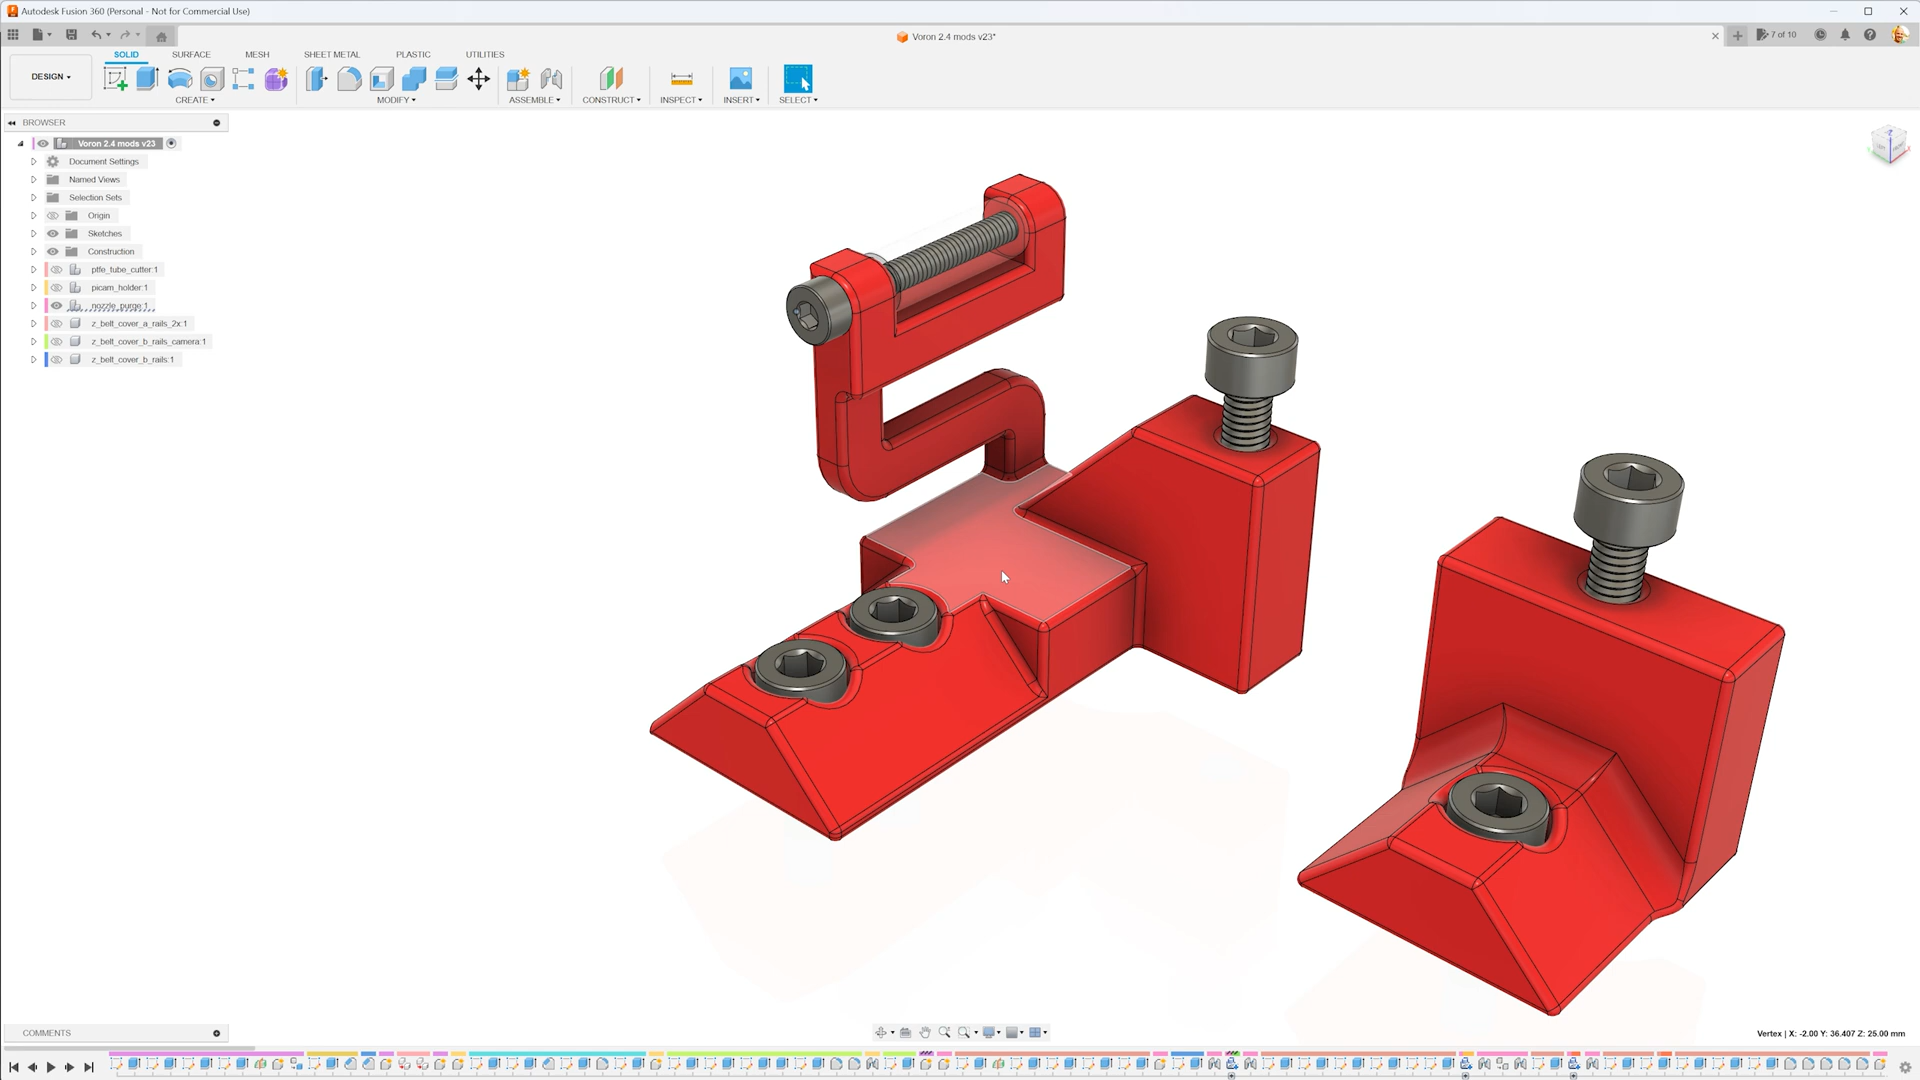 Autodesk Fusion 360 (Personal - Not for Commercial Use)
Voron 2.4 mods v23*
7 of 10
DESIGN
SOLID SURFACE MESH SHEET METAL PLASTIC UTILITIES
CREATE MODIFY ASSEMBLE CONSTRUCT INSPECT INSERT SELECT
BROWSER
Voron 2.4 mods v23
Document Settings
Named Views
Selection Sets
Origin
Sketches
Construction
ptfe_tube_cutter:1
picam_holder:1
nozzle_purge:1
z_belt_cover_a_rails_2x:1
z_belt_cover_b_rails_camera:1
z_belt_cover_b_rails:1
COMMENTS
Vertex | X: -2.00 Y: 36.407 Z: 25.00 mm